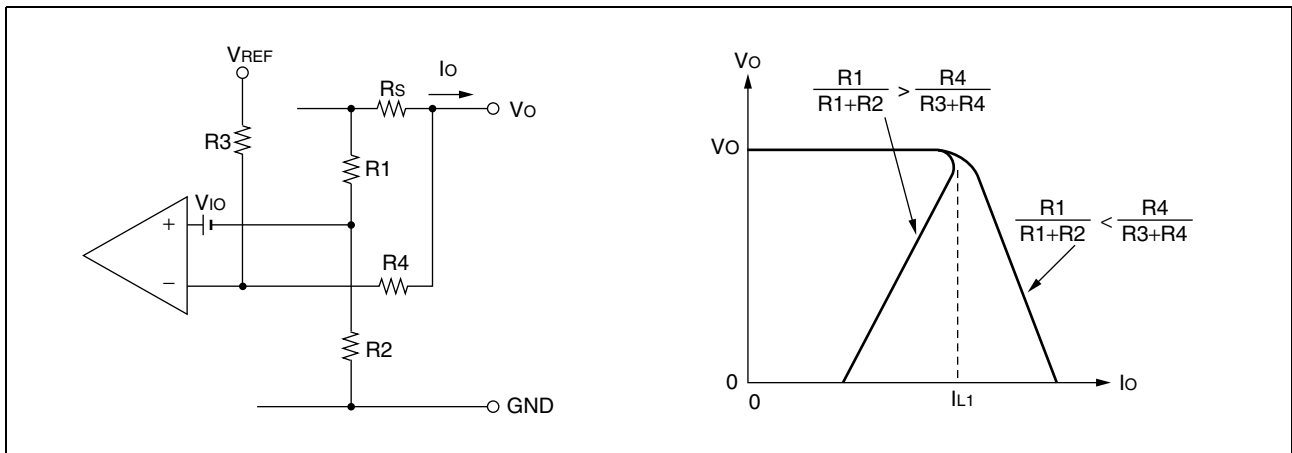 VREF
IO
RS
VO
R3
R1
VIO
+
R4
−
R2
GND
VO
R1
R1+R2
>
R4
R3+R4
VO
R1
R1+R2
<
R4
R3+R4
0
IO
0
IL1